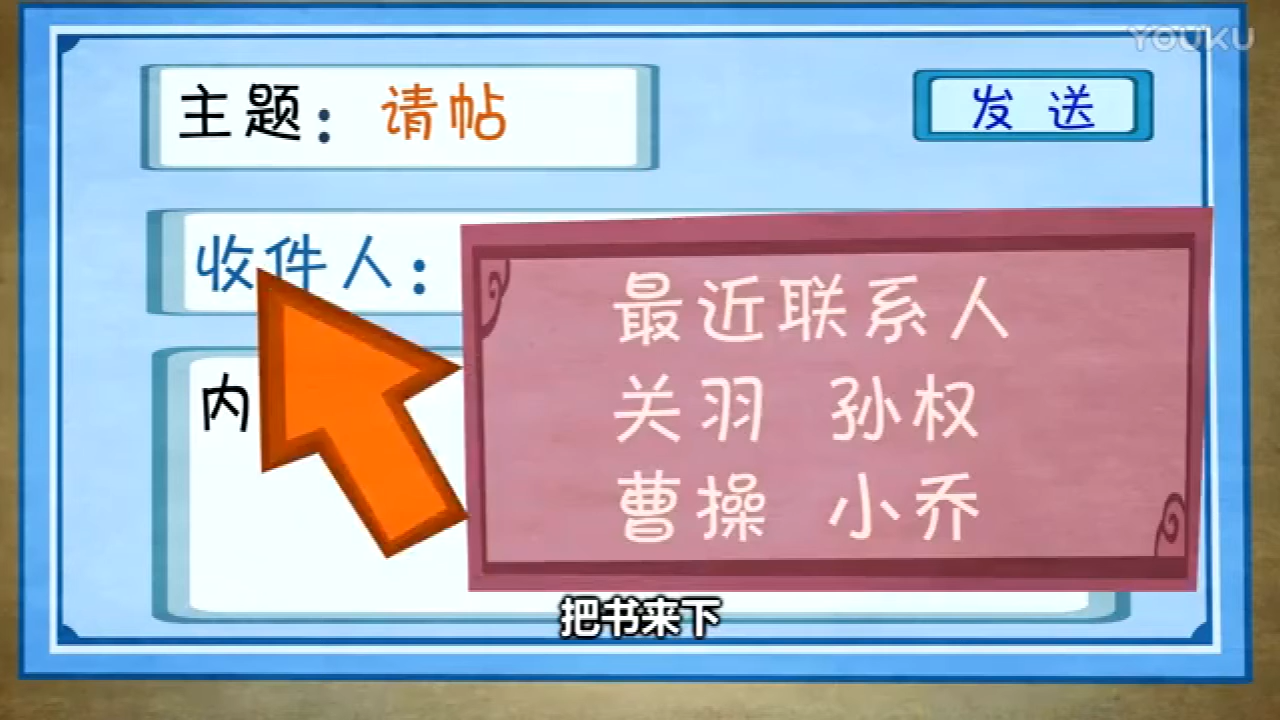 YOUKU
主题：请帖
发送
收件人：
最近联系人
关羽 孙权
内
曹操 小乔
把书来下